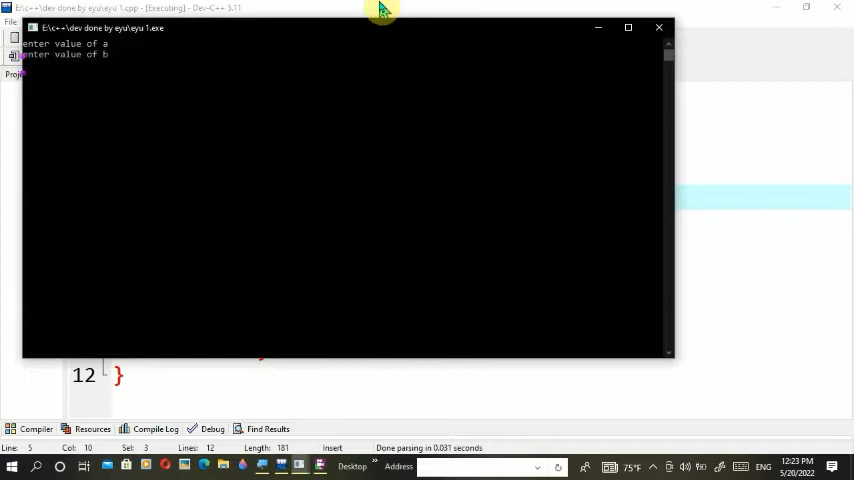 E:\c++\dev done by eyu\eyu 1.cpp - [Executing] - Dev-C++ 5.11
File
E:\c++\dev done by eyu\eyu 1.exe
enter value of a
enter value of b
Proj
12 }
Compiler Resources Compile Log Debug Find Results
Line: 5 Col: 10 Sel: 3 Lines: 12 Length: 181 Insert Done parsing in 0.031 seconds
Desktop Address 75°F ENG 12:23 PM
5/20/2022